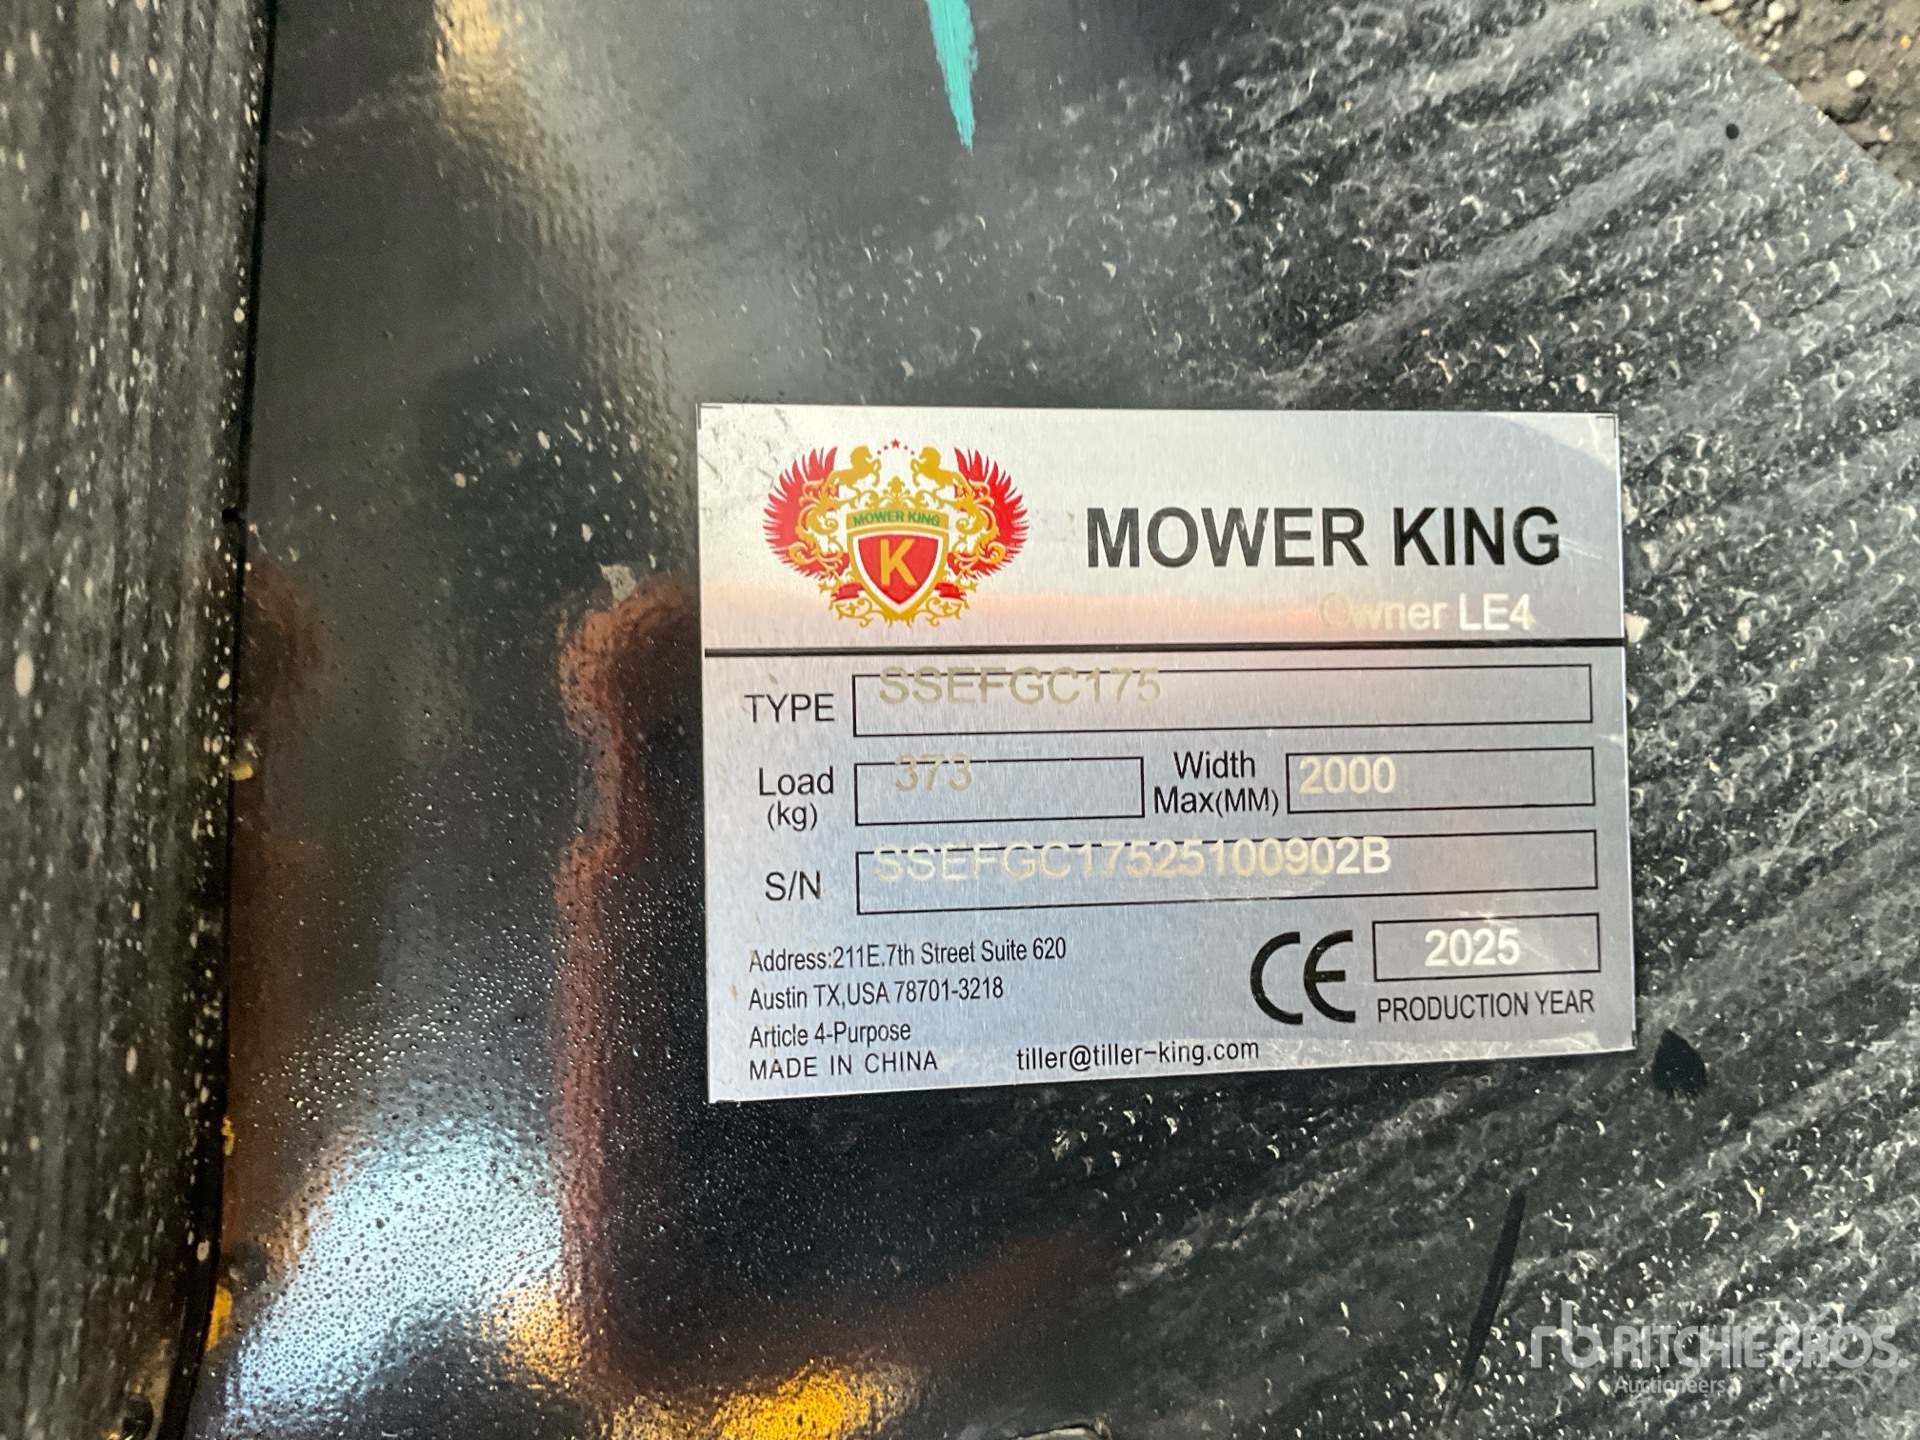 MOWER KING
K
MOWER KING
Owner LE4
TYPE SSEFGC175
Load (kg) 373 Width Max(MM) 2000
S/N SSEFGC17525100902B
Address:211E.7th Street Suite 620
Austin TX,USA 78701-3218
Article 4-Purpose
MADE IN CHINA tiller@tiller-king.com
CE 2025
PRODUCTION YEAR
rb RITCHIE BROS.
Auctioneers